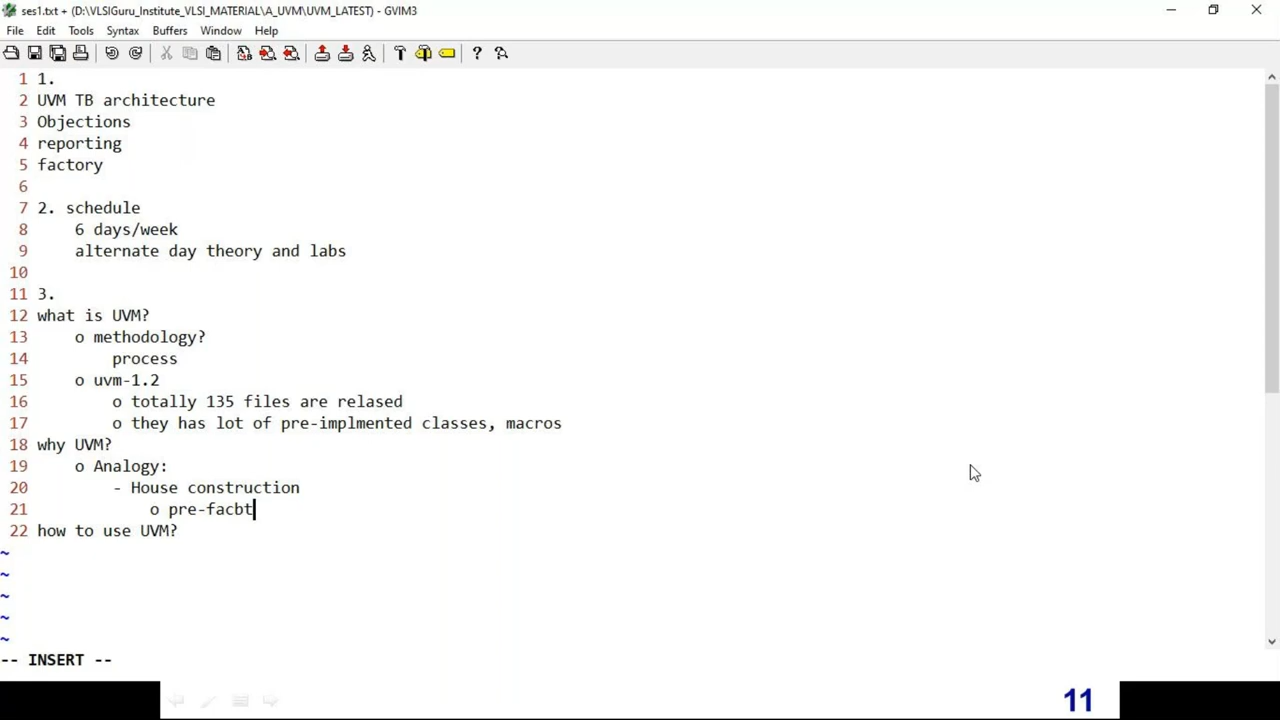 ses1.txt + (D:\VLSIGuru_Institute_VLSI_MATERIAL\A_UVM\UVM_LATEST) - GVIM3
File Edit Tools Syntax Buffers Window Help
1 1.
2 UVM TB architecture
3 Objections
4 reporting
5 factory
6
7 2. schedule
8 6 days/week
9 alternate day theory and labs
10
11 3.
12 what is UVM?
13 o methodology?
14 process
15 o uvm-1.2
16 o totally 135 files are relased
17 o they has lot of pre-implmented classes, macros
18 why UVM?
19 o Analogy:
20 - House construction
21 o pre-facbt
22 how to use UVM?
~
~
~
~
~
-- INSERT --
11